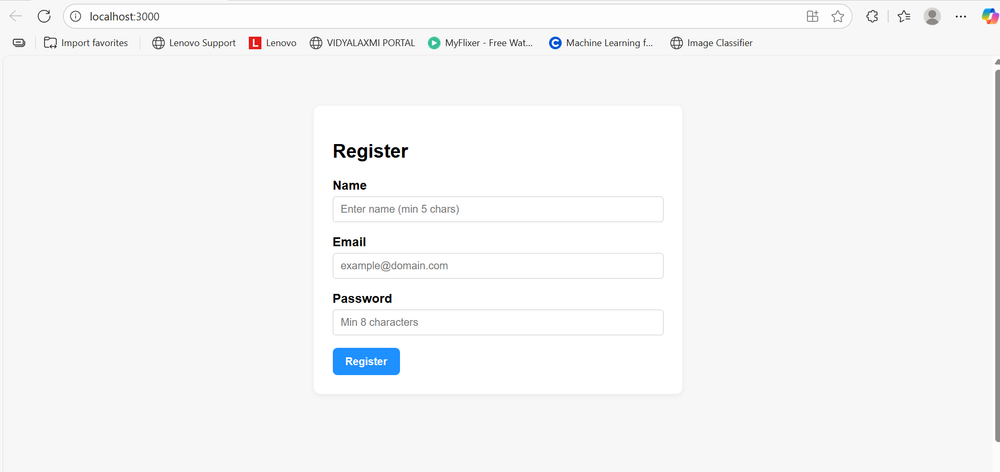 localhost:3000
Import favorites Lenovo Support L Lenovo VIDYALAXMI PORTAL MyFlixer - Free Wat... C Machine Learning f... Image Classifier
Register
Name
Enter name (min 5 chars)
Email
example@domain.com
Password
Min 8 characters
Register